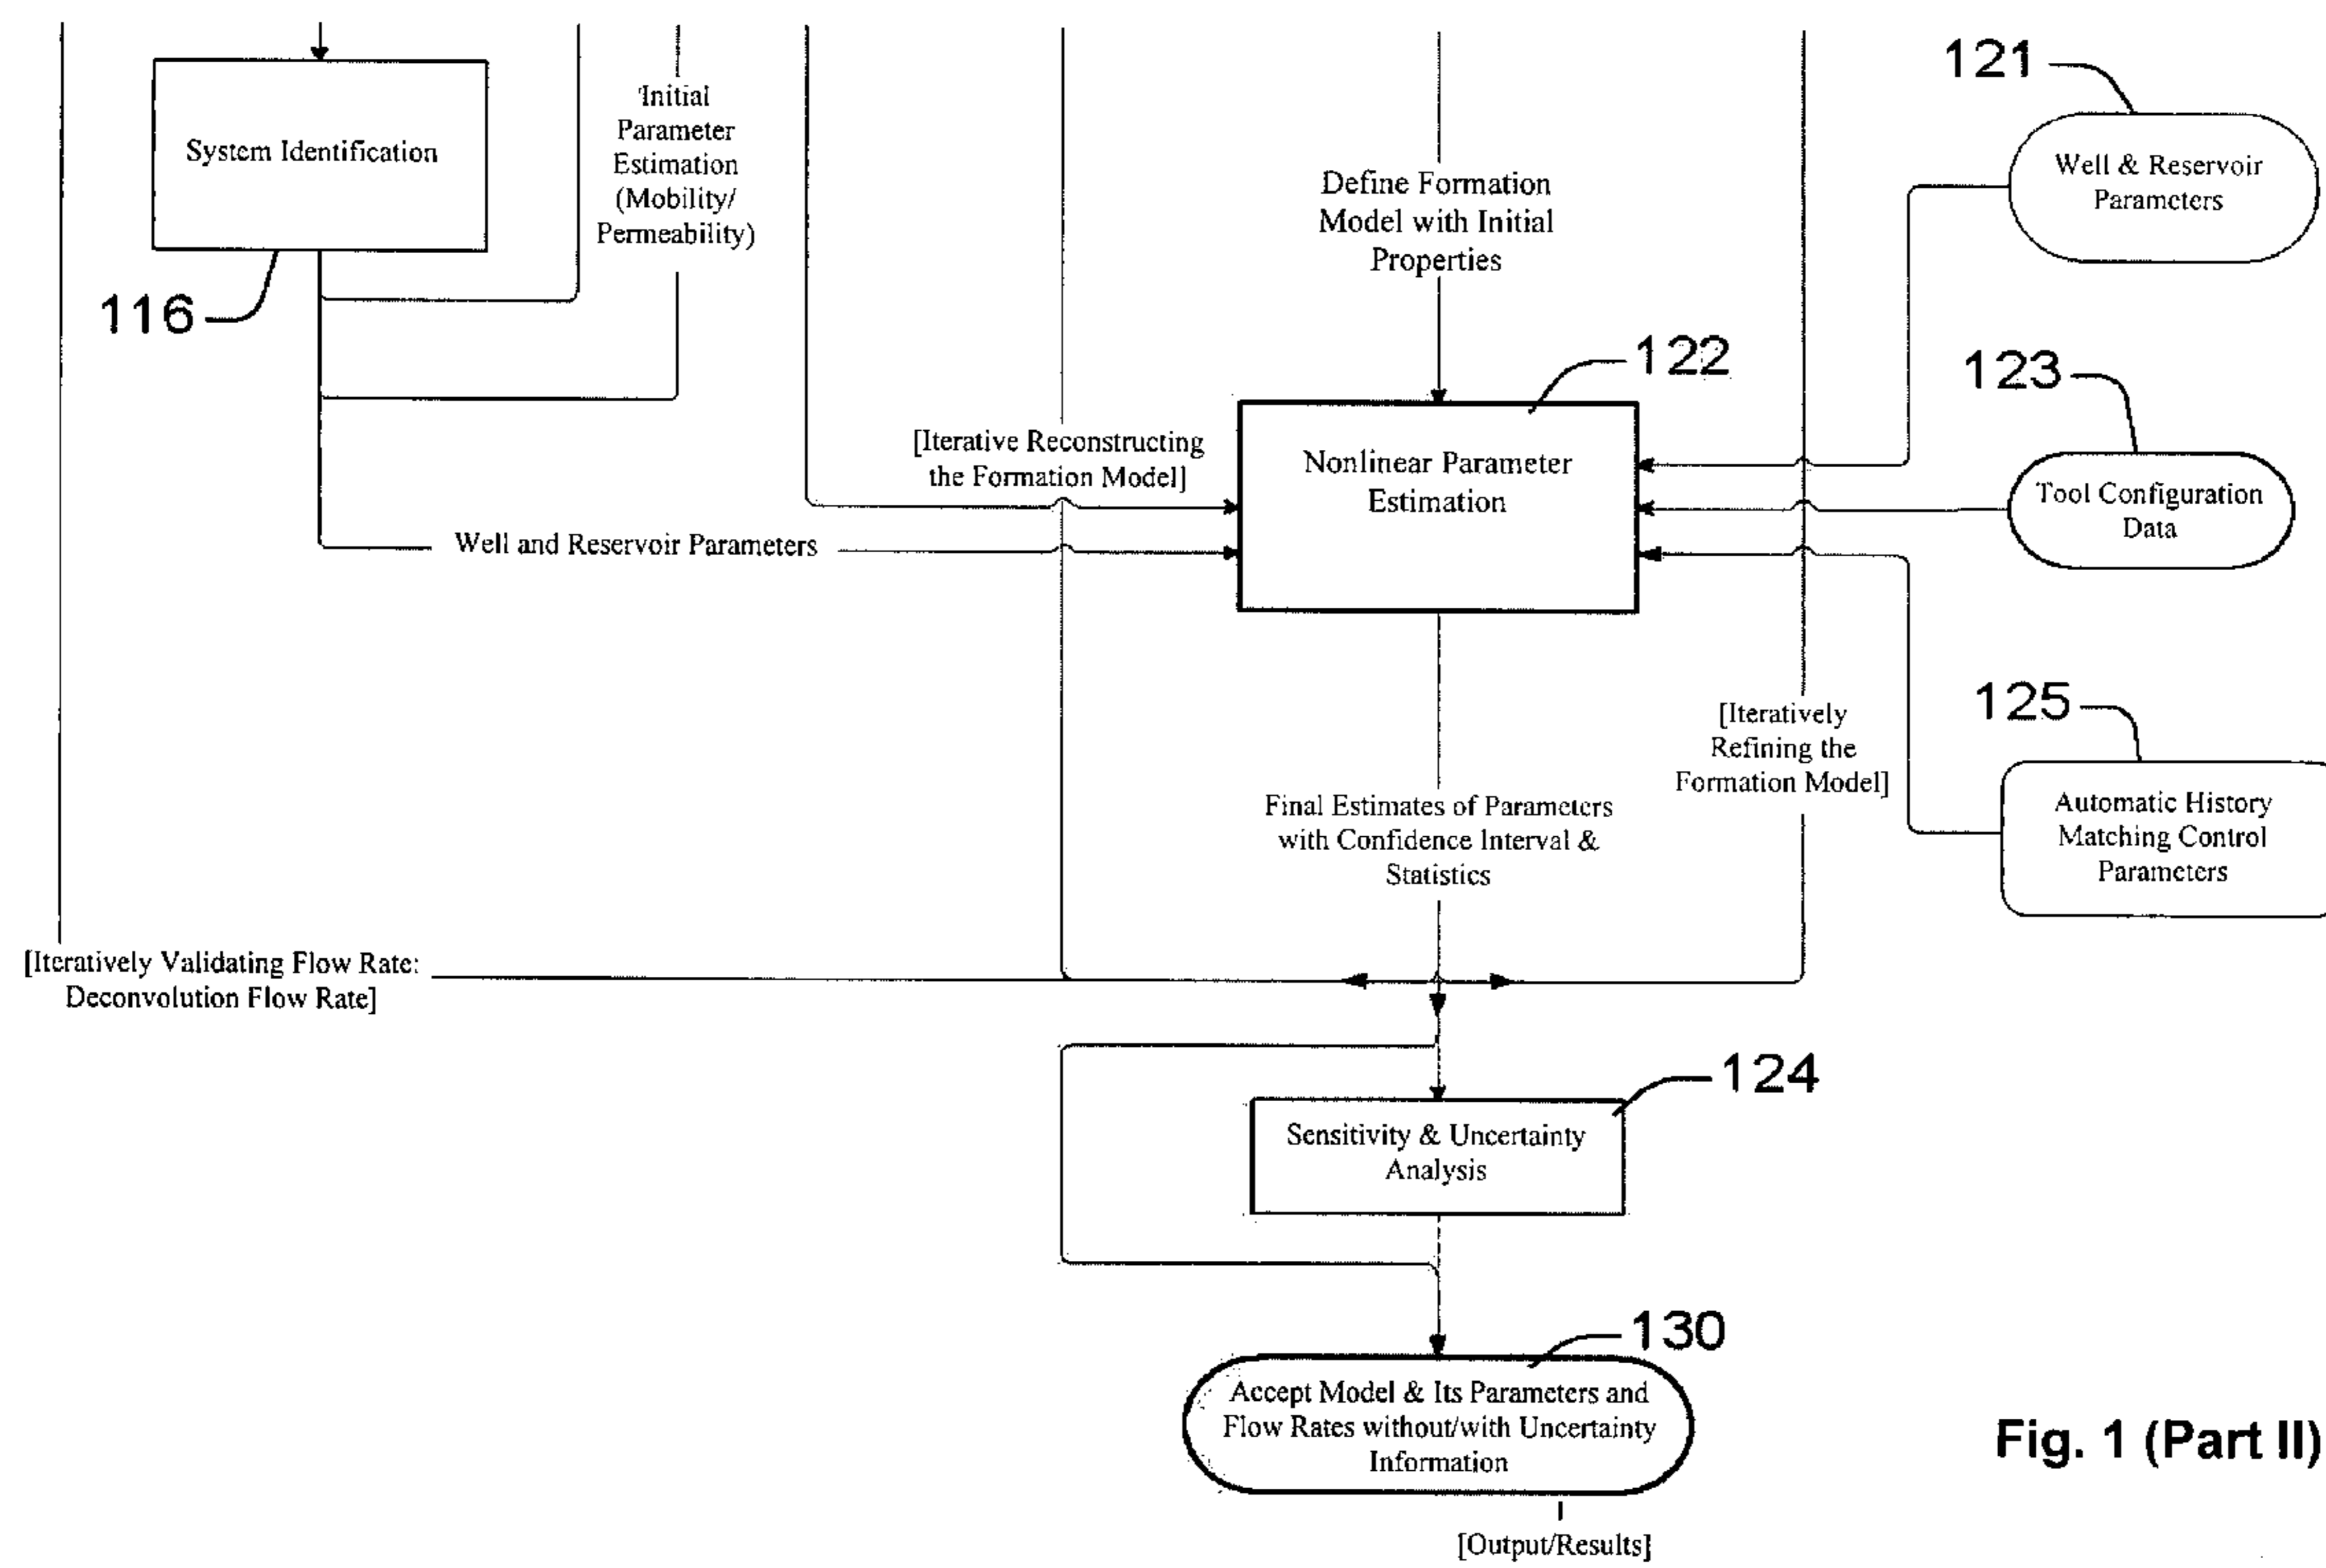 System Identification
116
Initial
Parameter
Estimation
(Mobility/
Permeability)
Define Formation
Model with Initial
Properties
121
Well & Reservoir
Parameters
122
123
[Iterative Reconstructing
the Formation Model]
Nonlinear Parameter
Estimation
Tool Configuration
Data
Well and Reservoir Parameters
125
[Iteratively
Refining the
Formation Model]
Automatic History
Matching Control
Parameters
Final Estimates of Parameters
with Confidence Interval &
Statistics
[Iteratively Validating Flow Rate:
Deconvolution Flow Rate]
124
Sensitivity & Uncertainty
Analysis
130
Accept Model & Its Parameters and
Flow Rates without/with Uncertainty
Information
Fig. 1 (Part II)
[Output/Results]